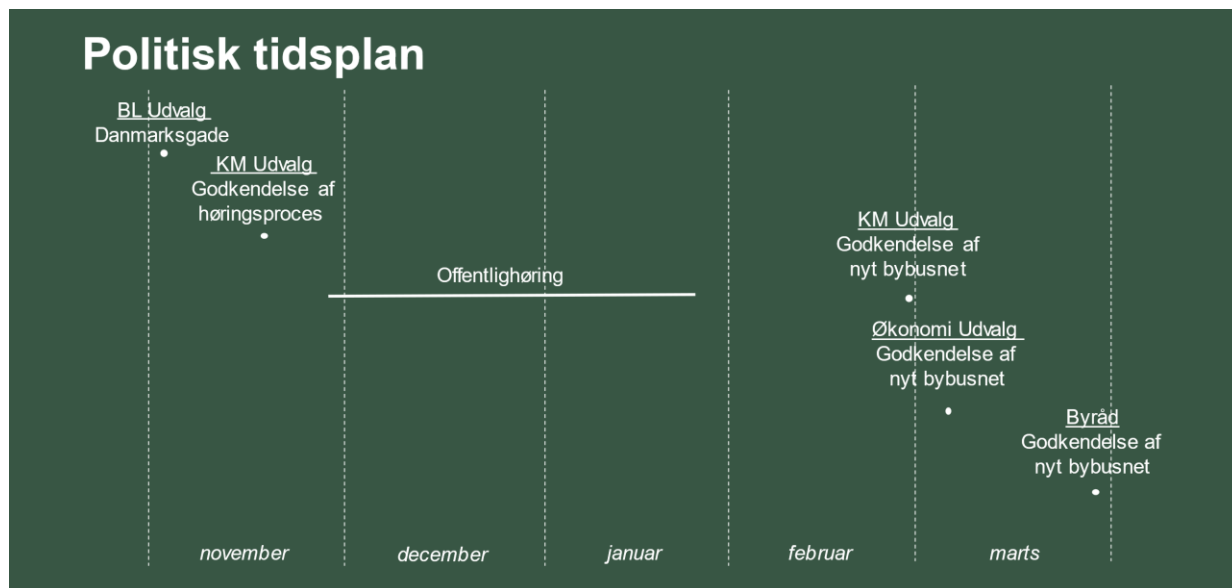 Politisk tidsplan
BL Udvalg
Danmarksgade
KM Udvalg
Godkendelse af
høringsproces
Offentlighøring
KM Udvalg
Godkendelse af
nyt bybusnet
Økonomi Udvalg
Godkendelse af
nyt bybusnet
Byråd
Godkendelse af
nyt bybusnet
november
december
januar
februar
marts